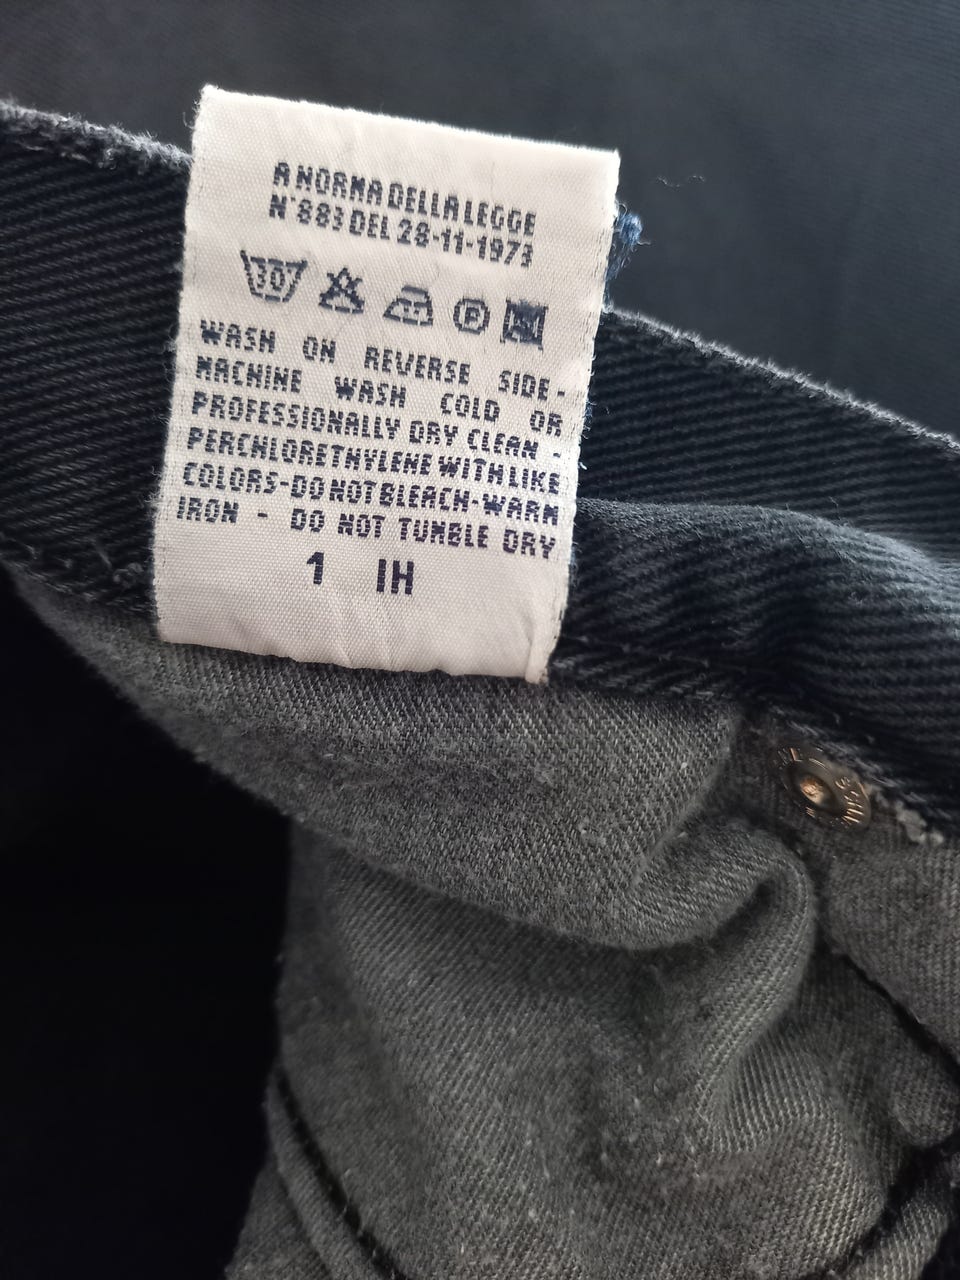 A NORMA DELLA LEGGE
N°883 DEL 28-11-1973
30 P
WASH ON REVERSE SIDE-
MACHINE WASH COLD OR
PROFESSIONALLY DRY CLEAN -
PERCHLORETHYLENE WITH LIKE
COLORS-DO NOT BLEACH-WARM
IRON - DO NOT TUMBLE DRY
1 IH